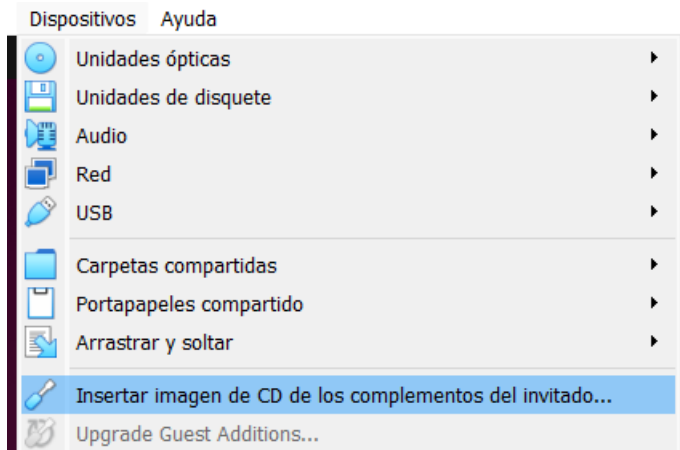 Dispositivos Ayuda
Unidades ópticas
Unidades de disquete
Audio
Red
USB
Carpetas compartidas
Portapapeles compartido
Arrastrar y soltar
Insertar imagen de CD de los complementos del invitado...
Upgrade Guest Additions...